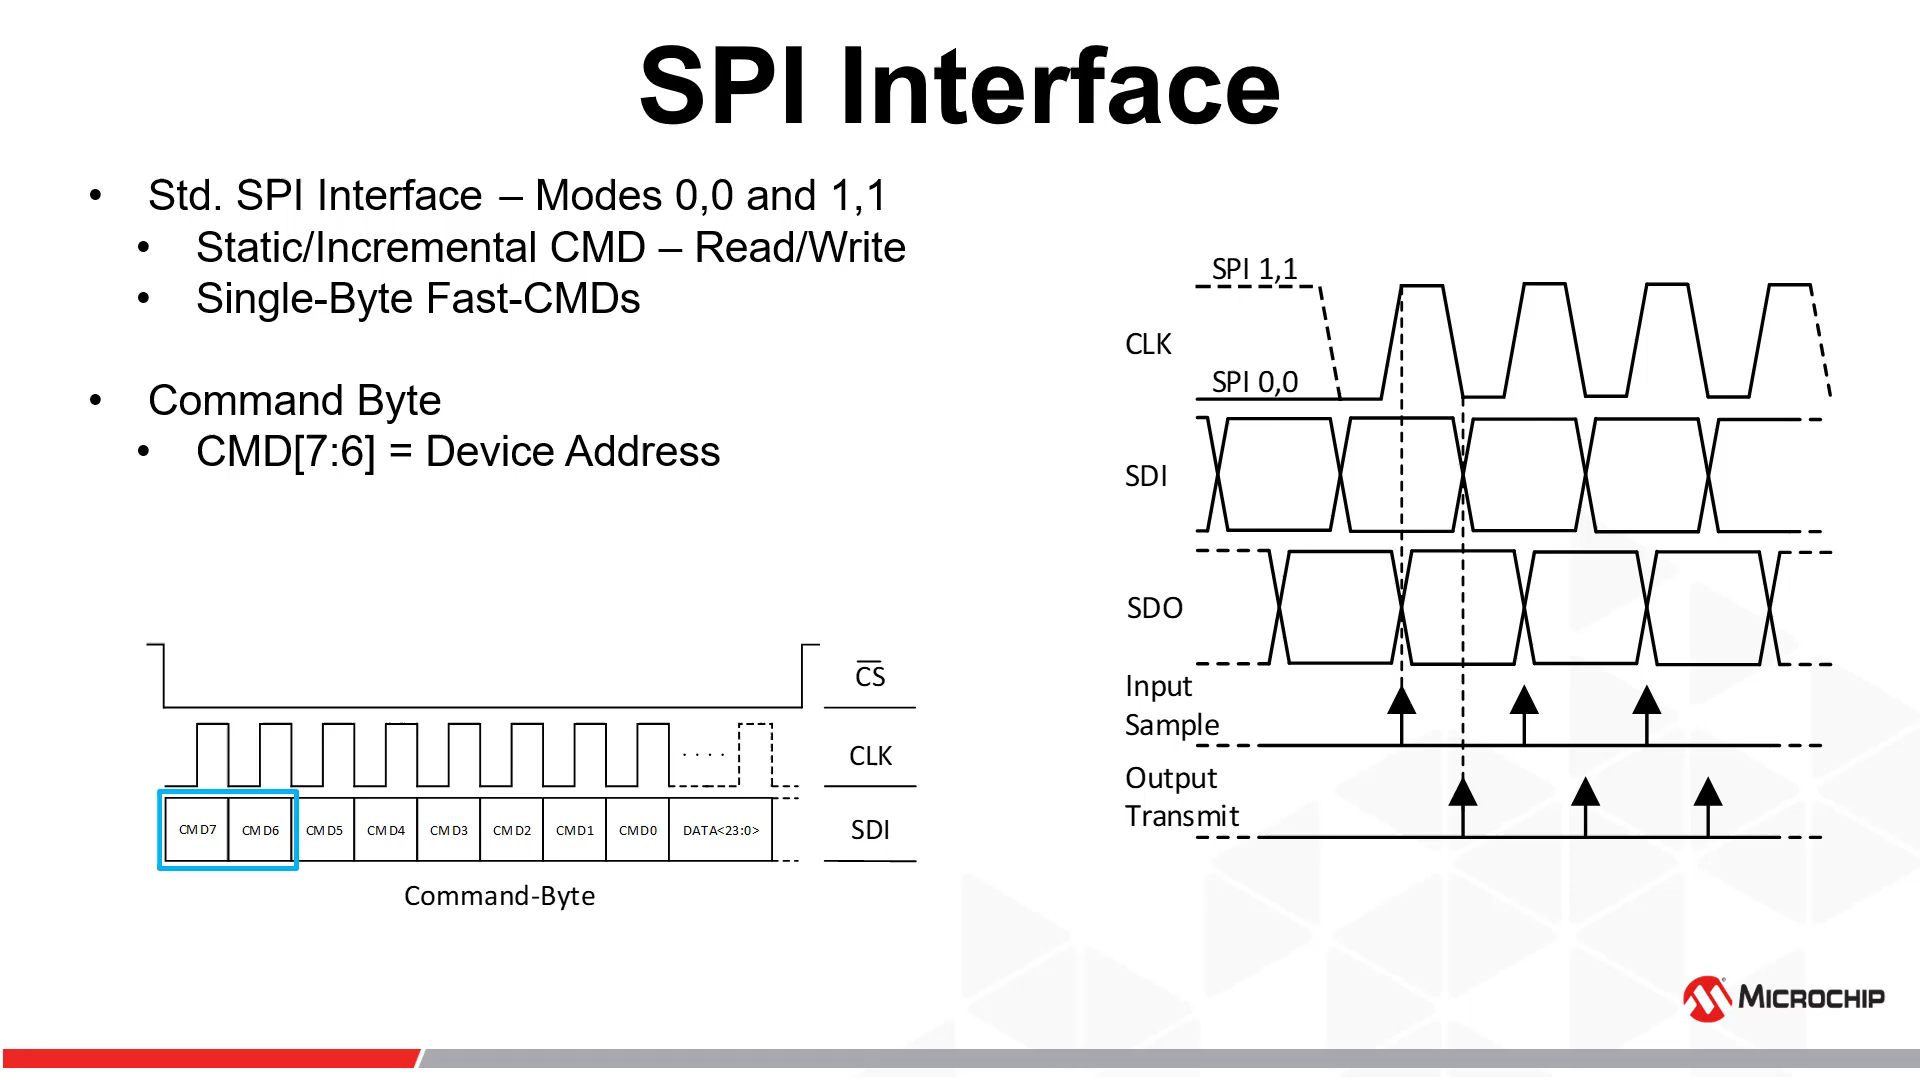 SPI Interface
• Std. SPI Interface – Modes 0,0 and 1,1
• Static/Incremental CMD – Read/Write
• Single-Byte Fast-CMDs
• Command Byte
• CMD[7:6] = Device Address
CS
CLK
CMD7 CMD6 CMD5 CMD4 CMD3 CMD2 CMD1 CMD0 DATA<23:0> SDI
Command-Byte
SPI 1,1
CLK
SPI 0,0
SDI
SDO
Input
Sample
Output
Transmit
MICROCHIP